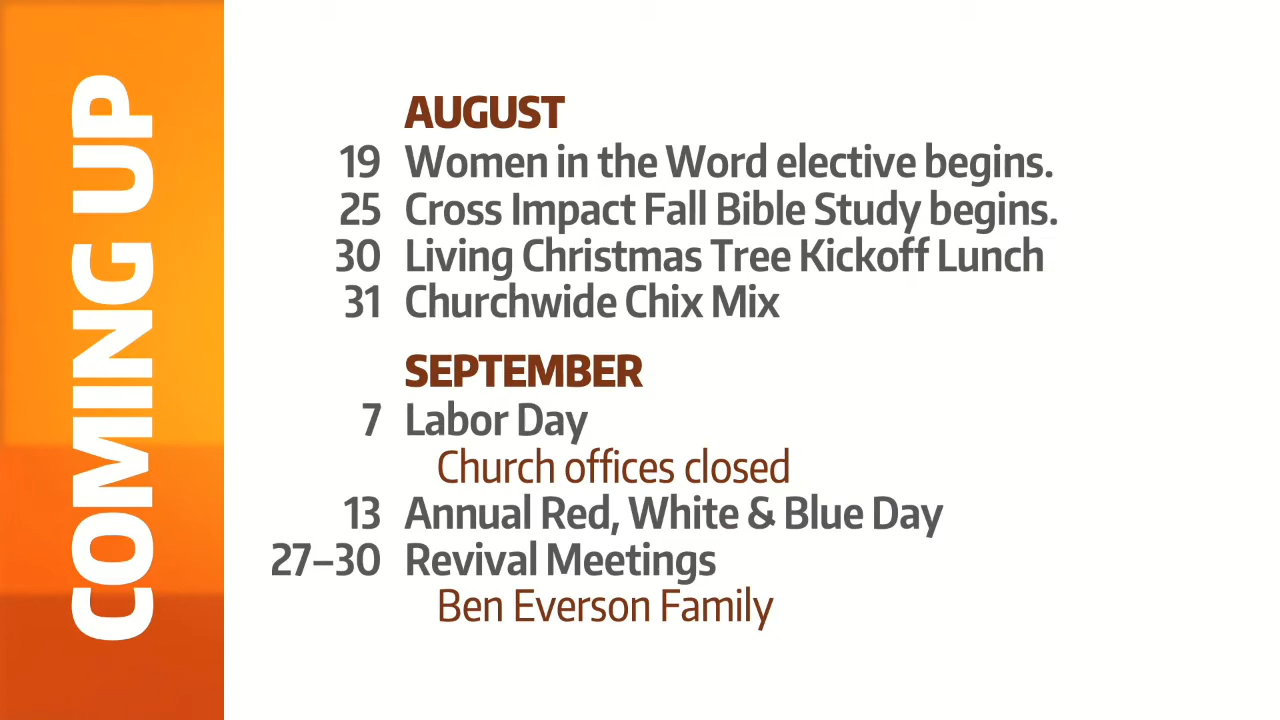 COMING UP
AUGUST
19 Women in the Word elective begins.
25 Cross Impact Fall Bible Study begins.
30 Living Christmas Tree Kickoff Lunch
31 Churchwide Chix Mix
SEPTEMBER
7 Labor Day
Church offices closed
13 Annual Red, White & Blue Day
27–30 Revival Meetings
Ben Everson Family